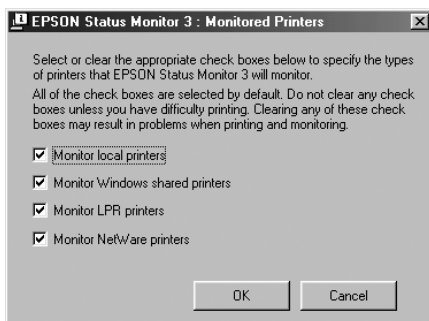 EPSON Status Monitor 3 : Monitored Printers
Select or clear the appropriate check boxes below to specify the types
of printers that EPSON Status Monitor 3 will monitor.
All of the check boxes are selected by default. Do not clear any check
boxes unless you have difficulty printing. Clearing any of these check
boxes may result in problems when printing and monitoring.
Monitor local printers
Monitor Windows shared printers
Monitor LPR printers
Monitor NetWare printers
OK Cancel